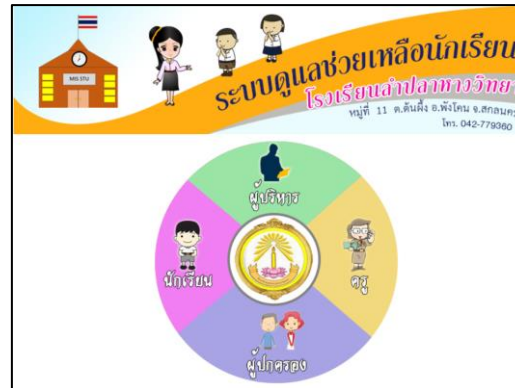 MIS STU
ระบบดูแลช่วยเหลือนักเรียน
โรงเรียนลำปลาหางวิทยา
หมู่ที่ 11 ต.ต้นผึ้ง อ.พังโคน จ.สกลนคร
โทร. 042-779360
ผู้บริหาร
นักเรียน
ครู
ผู้ปกครอง